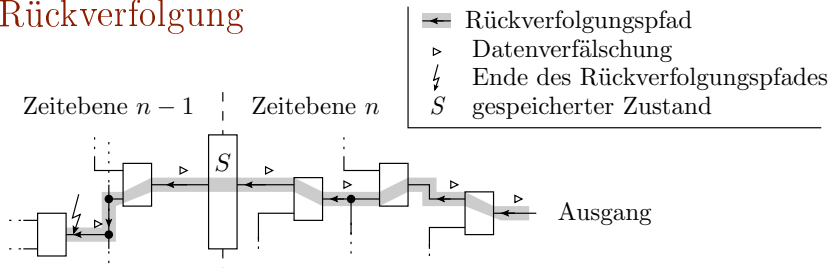 Rückverfolgung
Rückverfolgungspfad
Datenverfälschung
Ende des Rückverfolgungspfades
S gespeicherter Zustand
Zeitebene n − 1
Zeitebene n
S
Ausgang